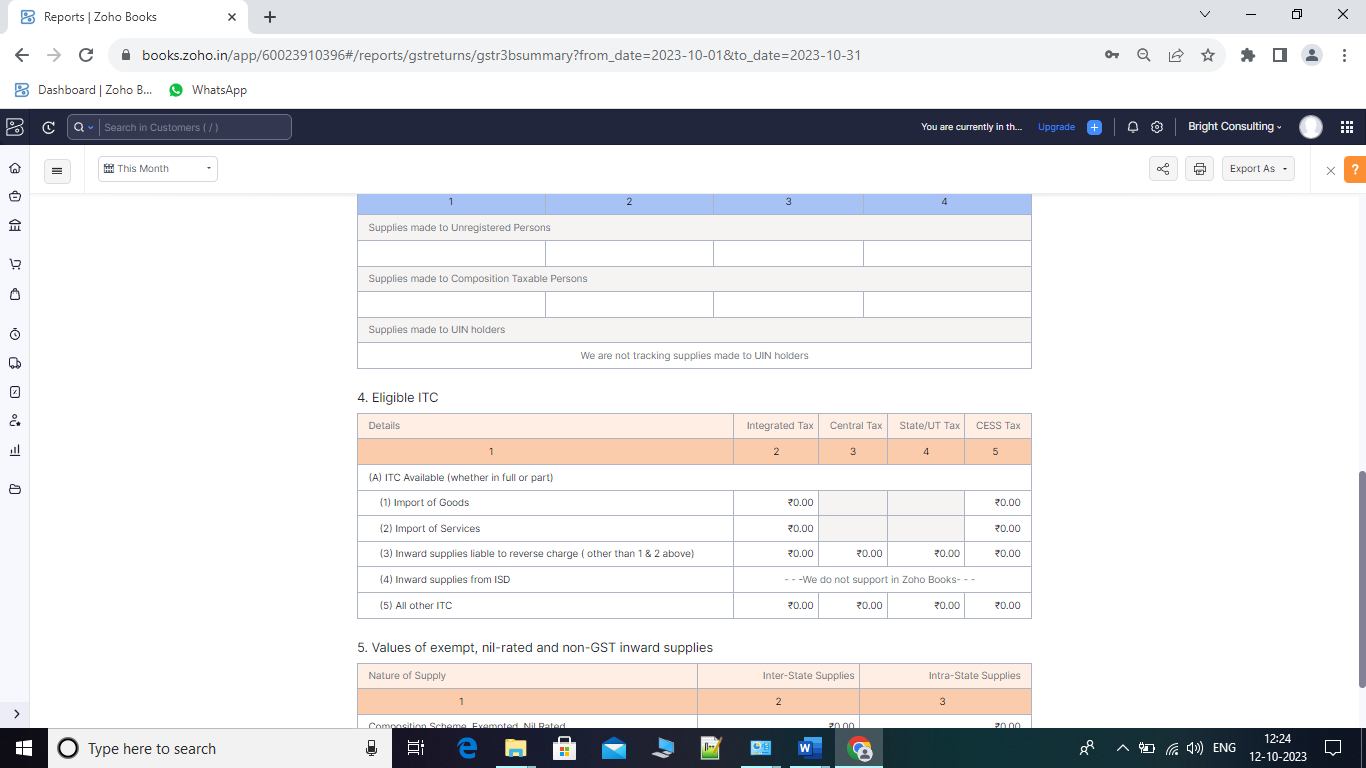 Reports | Zoho Books
books.zoho.in/app/60023910396#/reports/gstreturns/gstr3bsummary?from_date=2023-10-01&to_date=2023-10-31
Dashboard | Zoho B... WhatsApp
Search in Customers ( / ) You are currently in th... Upgrade Bright Consulting
This Month Export As ?
1 2 3 4
Supplies made to Unregistered Persons
Supplies made to Composition Taxable Persons
Supplies made to UIN holders
We are not tracking supplies made to UIN holders
4. Eligible ITC
Details Integrated Tax Central Tax State/UT Tax CESS Tax
1 2 3 4 5
(A) ITC Available (whether in full or part)
(1) Import of Goods ₹0.00 ₹0.00
(2) Import of Services ₹0.00 ₹0.00
(3) Inward supplies liable to reverse charge ( other than 1 & 2 above) ₹0.00 ₹0.00 ₹0.00 ₹0.00
(4) Inward supplies from ISD - - -We do not support in Zoho Books- - -
(5) All other ITC ₹0.00 ₹0.00 ₹0.00 ₹0.00
5. Values of exempt, nil-rated and non-GST inward supplies
Nature of Supply Inter-State Supplies Intra-State Supplies
1 2 3
Composition Scheme, Exempted, Nil Rated ₹0.00 ₹0.00
Type here to search ENG 12:24
12-10-2023